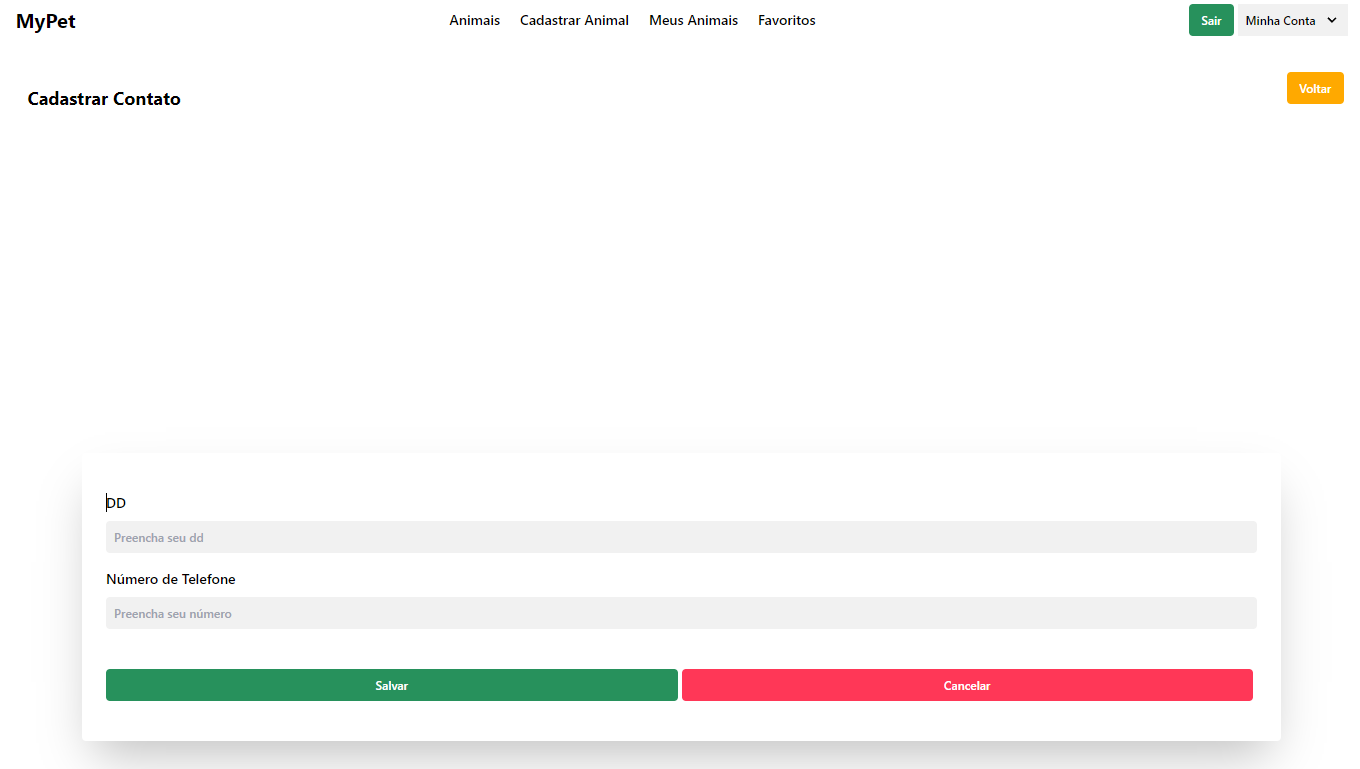 MyPet
Animais Cadastrar Animal Meus Animais Favoritos
Sair Minha Conta
Voltar
Cadastrar Contato
DD
Preencha seu dd
Número de Telefone
Preencha seu número
Salvar Cancelar